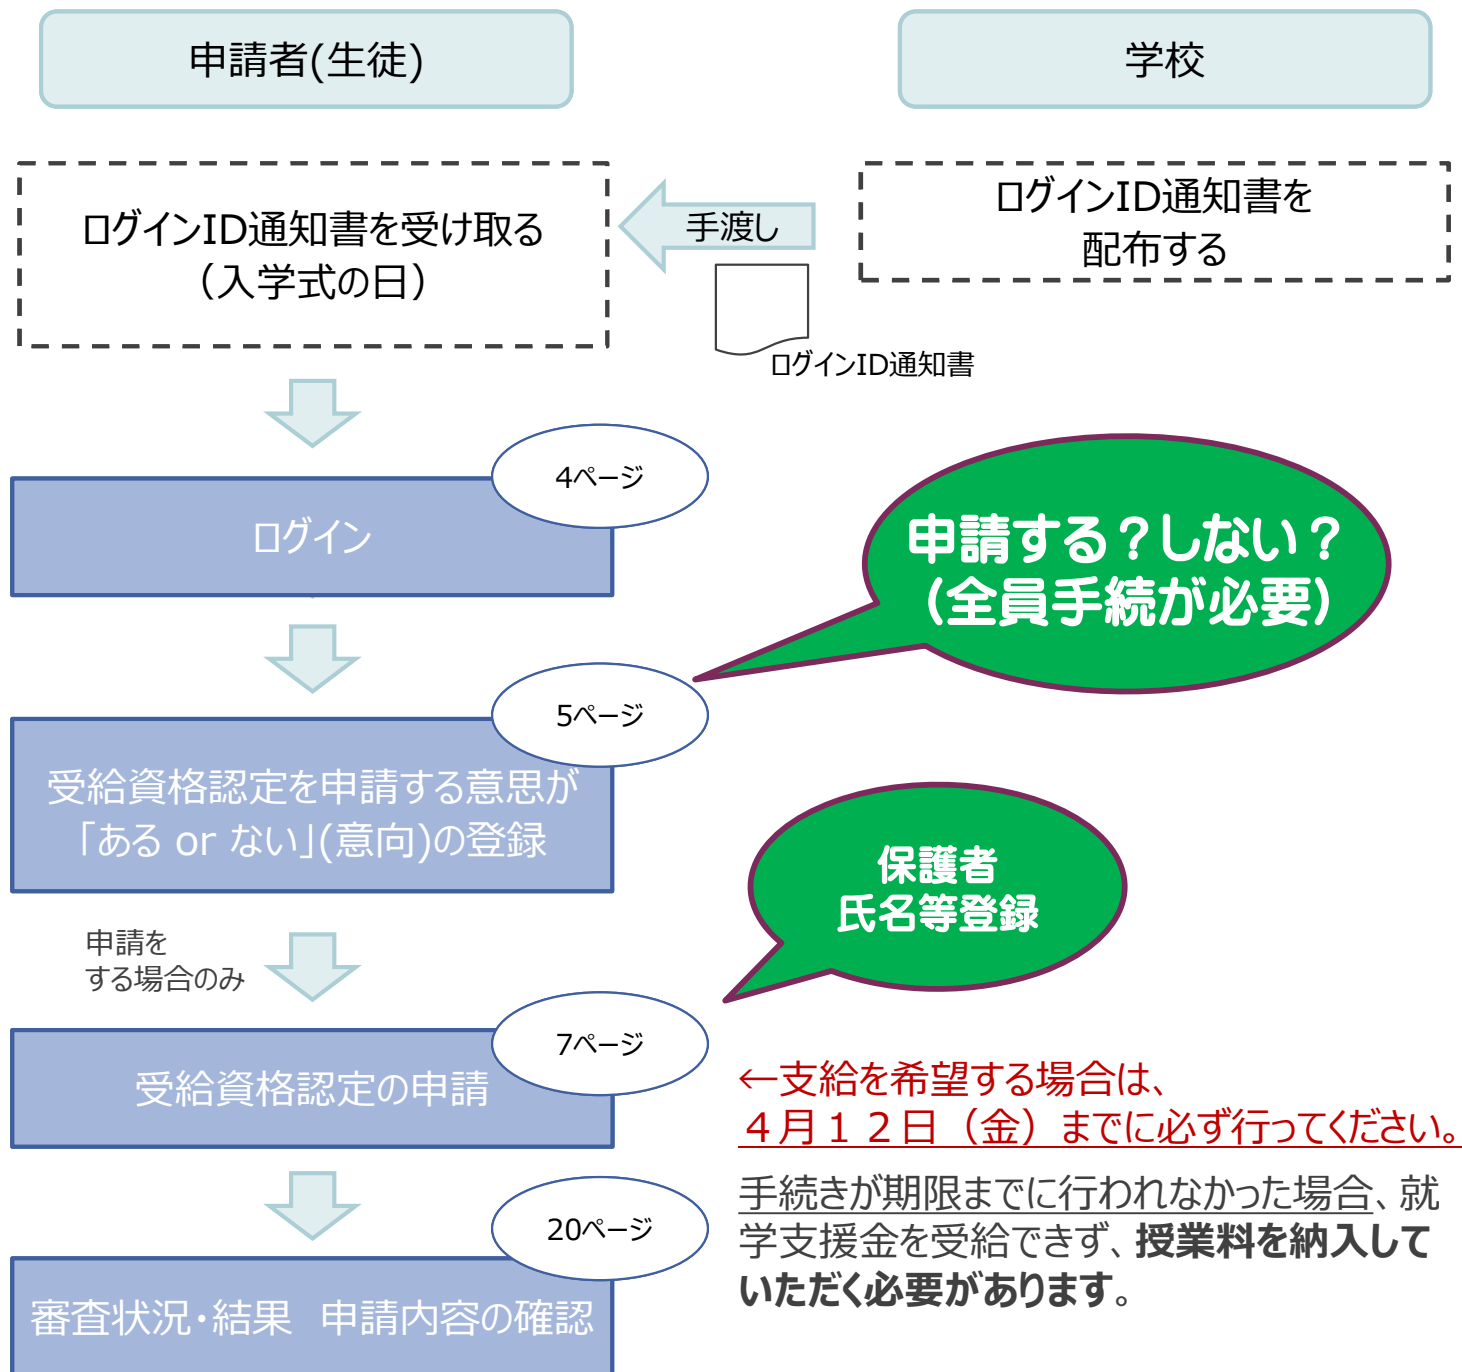 申請者(生徒)
学校
ログインID通知書を受け取る
（入学式の日）
手渡し
ログインID通知書を
配布する
ログインID通知書
4ページ
ログイン
申請する？しない？
（全員手続が必要）
5ページ
受給資格認定を申請する意思が
「ある or ない」(意向)の登録
保護者
氏名等登録
申請を
する場合のみ
7ページ
受給資格認定の申請
←支給を希望する場合は、
４月１２日（金）までに必ず行ってください。
手続きが期限までに行われなかった場合、就
学支援金を受給できず、授業料を納入して
いただく必要があります。
20ページ
審査状況・結果　申請内容の確認